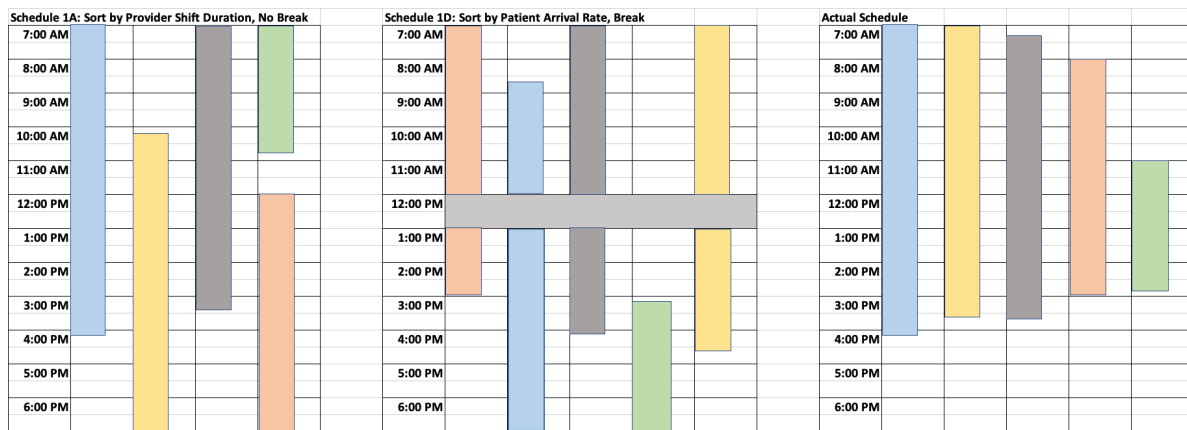 Schedule 1A: Sort by Provider Shift Duration, No Break
7:00 AM
8:00 AM
9:00 AM
10:00 AM
11:00 AM
12:00 PM
1:00 PM
2:00 PM
3:00 PM
4:00 PM
5:00 PM
6:00 PM
Schedule 1D: Sort by Patient Arrival Rate, Break
7:00 AM
8:00 AM
9:00 AM
10:00 AM
11:00 AM
12:00 PM
1:00 PM
2:00 PM
3:00 PM
4:00 PM
5:00 PM
6:00 PM
Actual Schedule
7:00 AM
8:00 AM
9:00 AM
10:00 AM
11:00 AM
12:00 PM
1:00 PM
2:00 PM
3:00 PM
4:00 PM
5:00 PM
6:00 PM